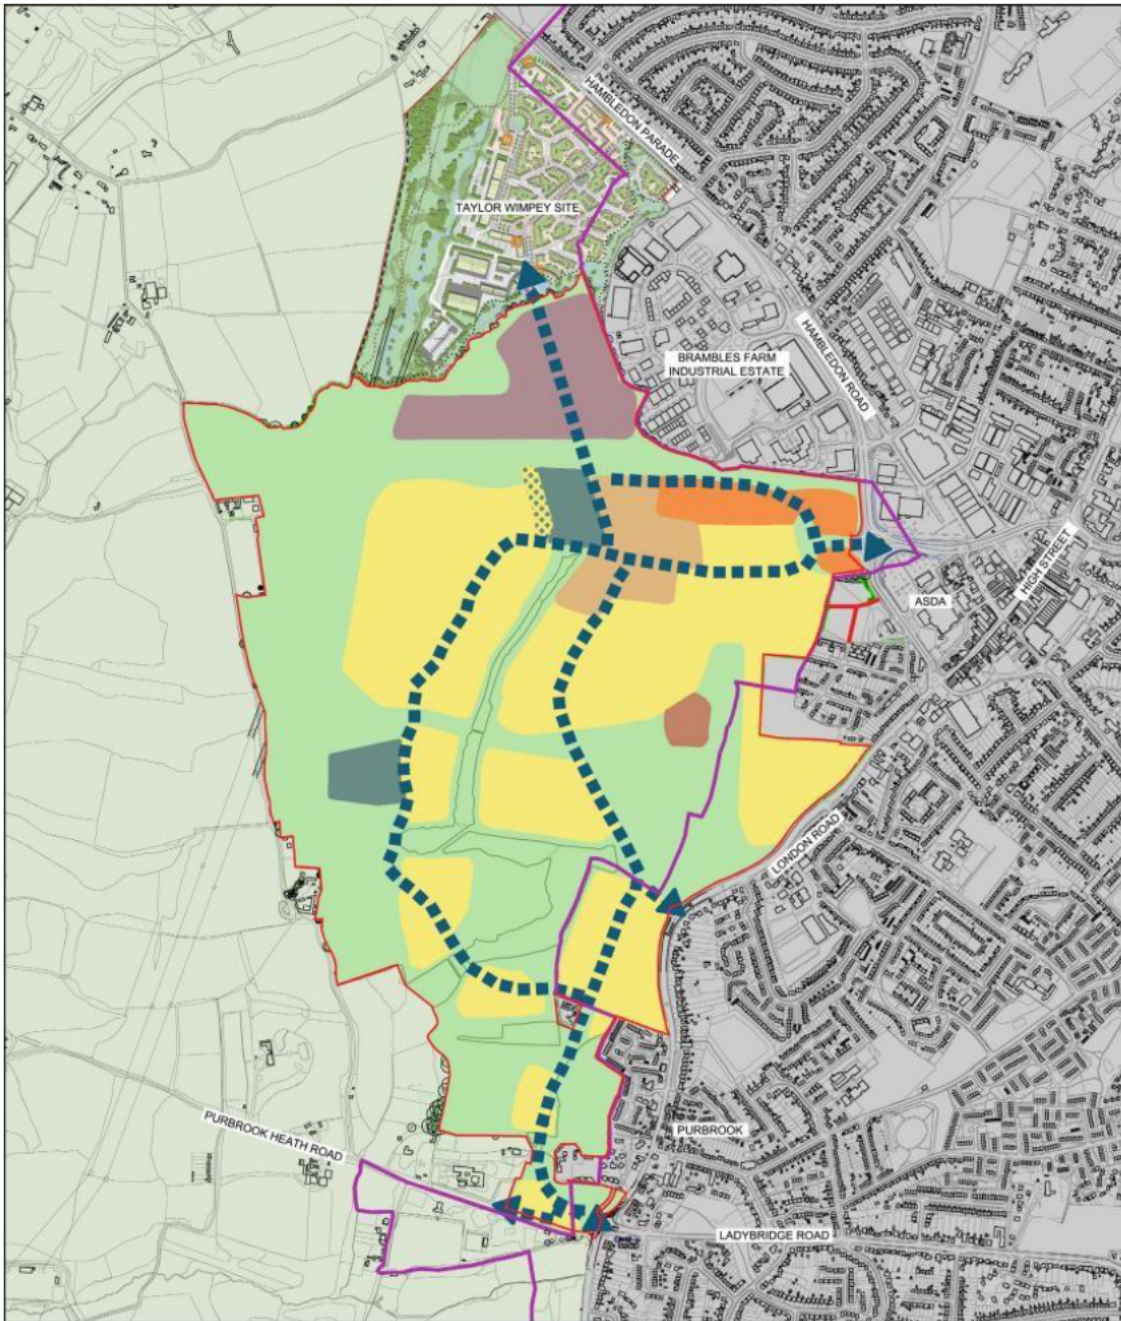 HAMBLEDON PARADE
TAYLOR WIMPEY SITE
HAMBLEDON ROAD
BRAMBLES FARM
INDUSTRIAL ESTATE
HIGH STREET
ASDA
LONDON ROAD
PURBROOK HEATH ROAD
PURBROOK
LADYBRIDGE ROAD